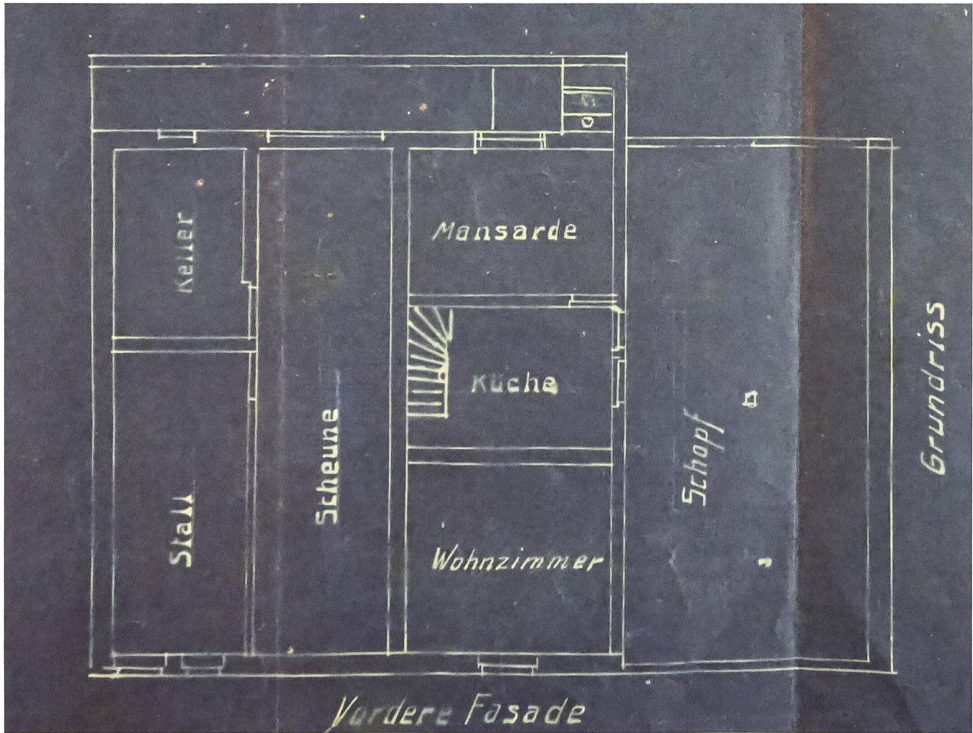 Mansarde
Keller
Küche
Scheune
Schopf
Stall
Wohnzimmer
Grundriss
Vordere Fasade